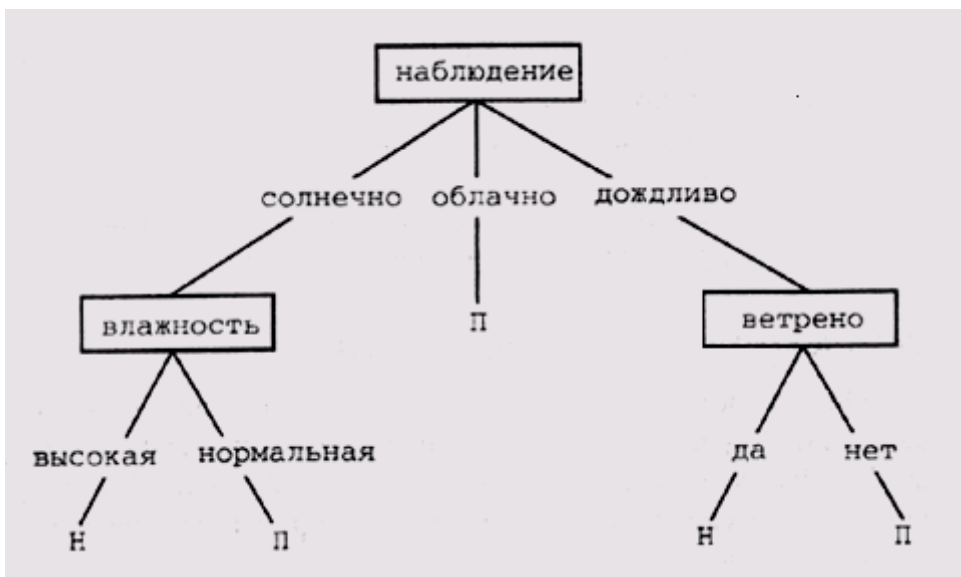 наблюдение
солнечно облачно дождливо
влажность П ветрено
высокая нормальная да нет
Н П Н П